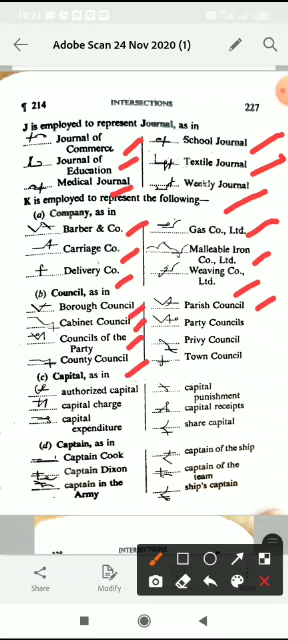 18:21
Adobe Scan 24 Nov 2020 (1)
¶ 214 INTERSECTIONS 227
J is employed to represent Journal, as in
Journal of Commerce
School Journal
Journal of Education
Textile Journal
Medical Journal
Weekly Journal
K is employed to represent the following—
(a) Company, as in
Barber & Co.
Gas Co., Ltd.
Carriage Co.
Malleable Iron Co., Ltd.
Delivery Co.
Weaving Co., Ltd.
(b) Council, as in
Borough Council
Parish Council
Cabinet Council
Party Councils
Councils of the Party
Privy Council
County Council
Town Council
(c) Capital, as in
authorized capital
capital punishment
capital charge
capital receipts
capital expenditure
share capital
(d) Captain, as in
Captain Cook
captain of the ship
Captain Dixon
captain of the team
captain in the Army
ship's captain
Share
Modify